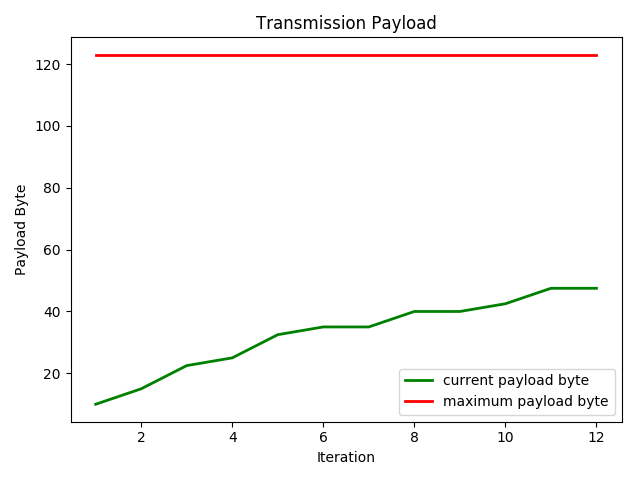 Transmission Payload
Payload Byte
120
100
80
60
40
20
current payload byte
maximum payload byte
2 4 6 8 10 12
Iteration